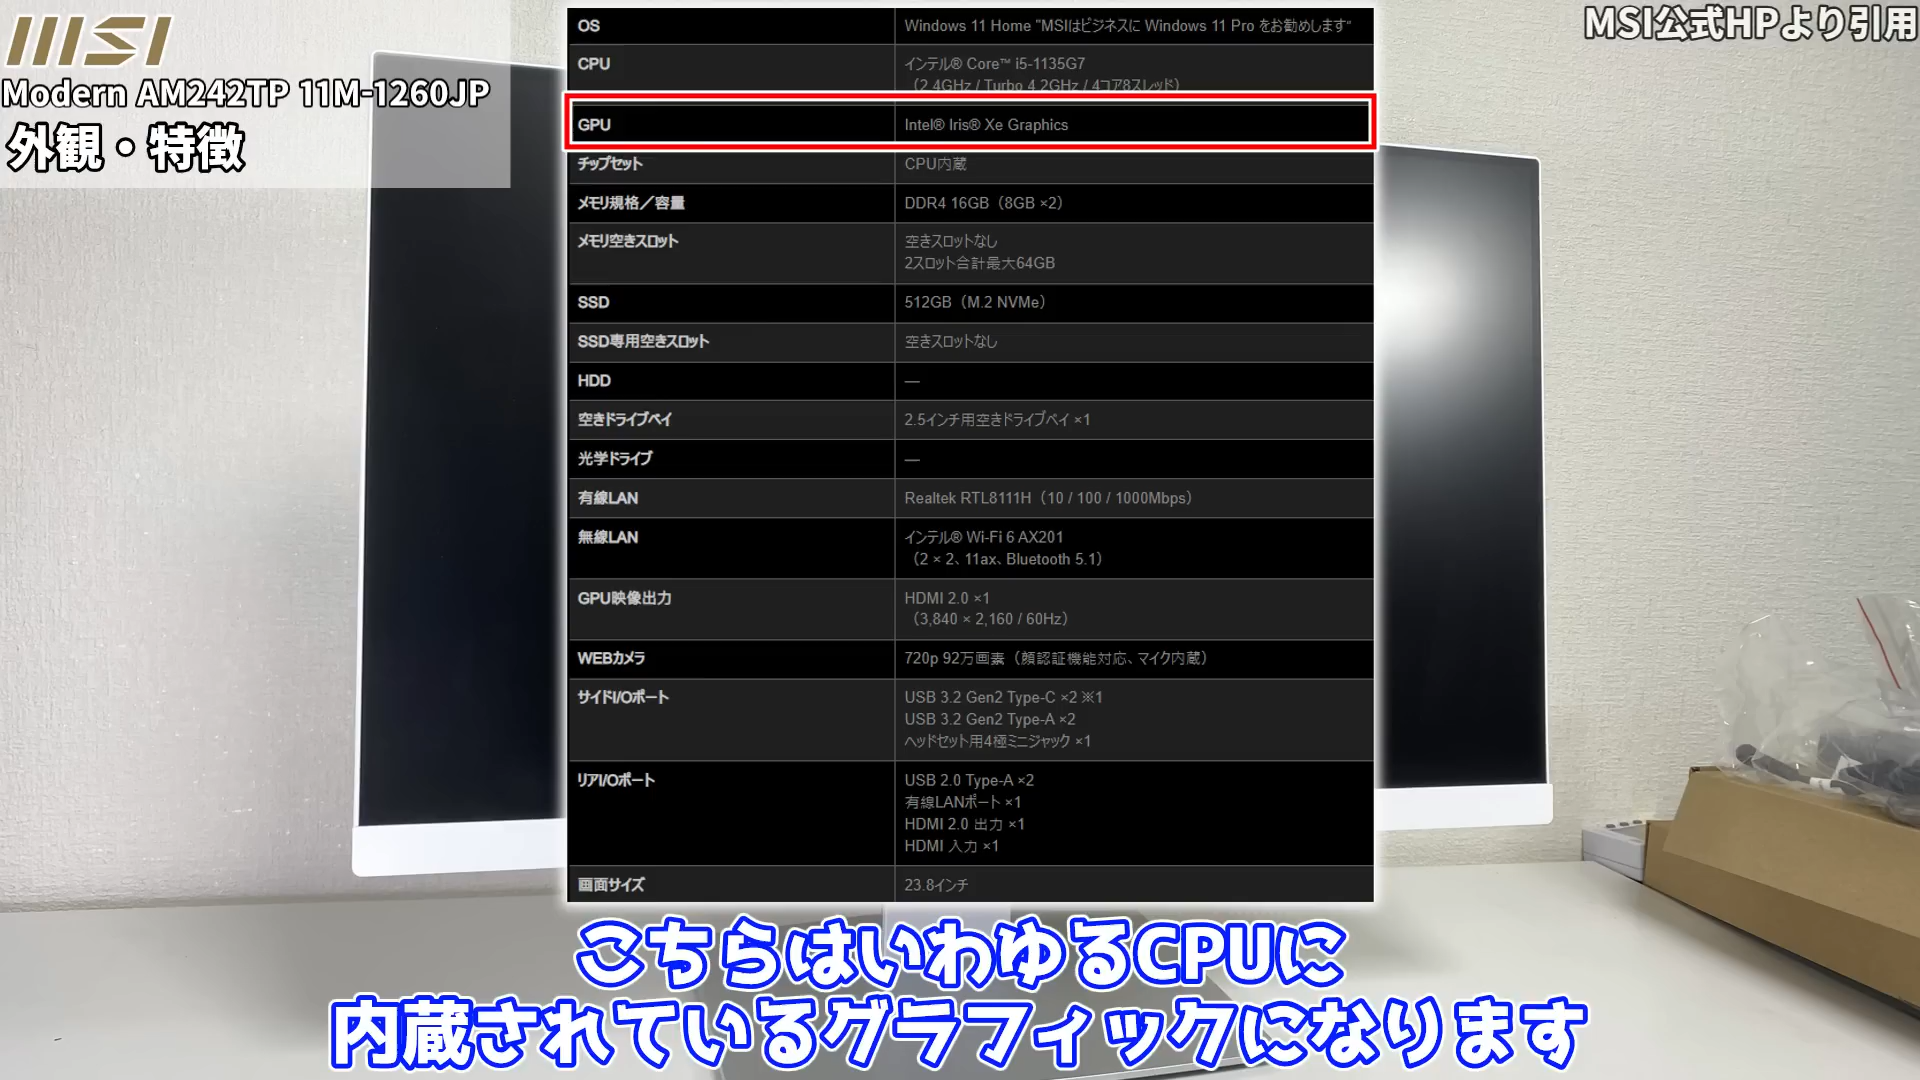 msi
Modern AM242TP 11M-1260JP
外観・特徴
MSI公式HPより引用
OS Windows 11 Home "MSIはビジネスに Windows 11 Pro をお勧めします"
CPU インテル® Core™ i5-1135G7
（2.4GHz / Turbo 4.2GHz / 4コア8スレッド）
GPU Intel® Iris® Xe Graphics
チップセット CPU内蔵
メモリ規格／容量 DDR4 16GB（8GB ×2）
メモリ空きスロット 空きスロットなし
2スロット合計最大64GB
SSD 512GB（M.2 NVMe）
SSD専用空きスロット 空きスロットなし
HDD —
空きドライブベイ 2.5インチ用空きドライブベイ ×1
光学ドライブ —
有線LAN Realtek RTL8111H（10 / 100 / 1000Mbps）
無線LAN インテル® Wi-Fi 6 AX201
（2 × 2、11ax、Bluetooth 5.1）
GPU映像出力 HDMI 2.0 ×1
（3,840 × 2,160 / 60Hz）
WEBカメラ 720p 92万画素（顔認証機能対応、マイク内蔵）
サイドI/Oポート USB 3.2 Gen2 Type-C ×2 ※1
USB 3.2 Gen2 Type-A ×2
ヘッドセット用4極ミニジャック ×1
リアI/Oポート USB 2.0 Type-A ×2
有線LANポート ×1
HDMI 2.0 出力 ×1
HDMI 入力 ×1
画面サイズ 23.8インチ
こちらはいわゆるCPUに
内蔵されているグラフィックになります